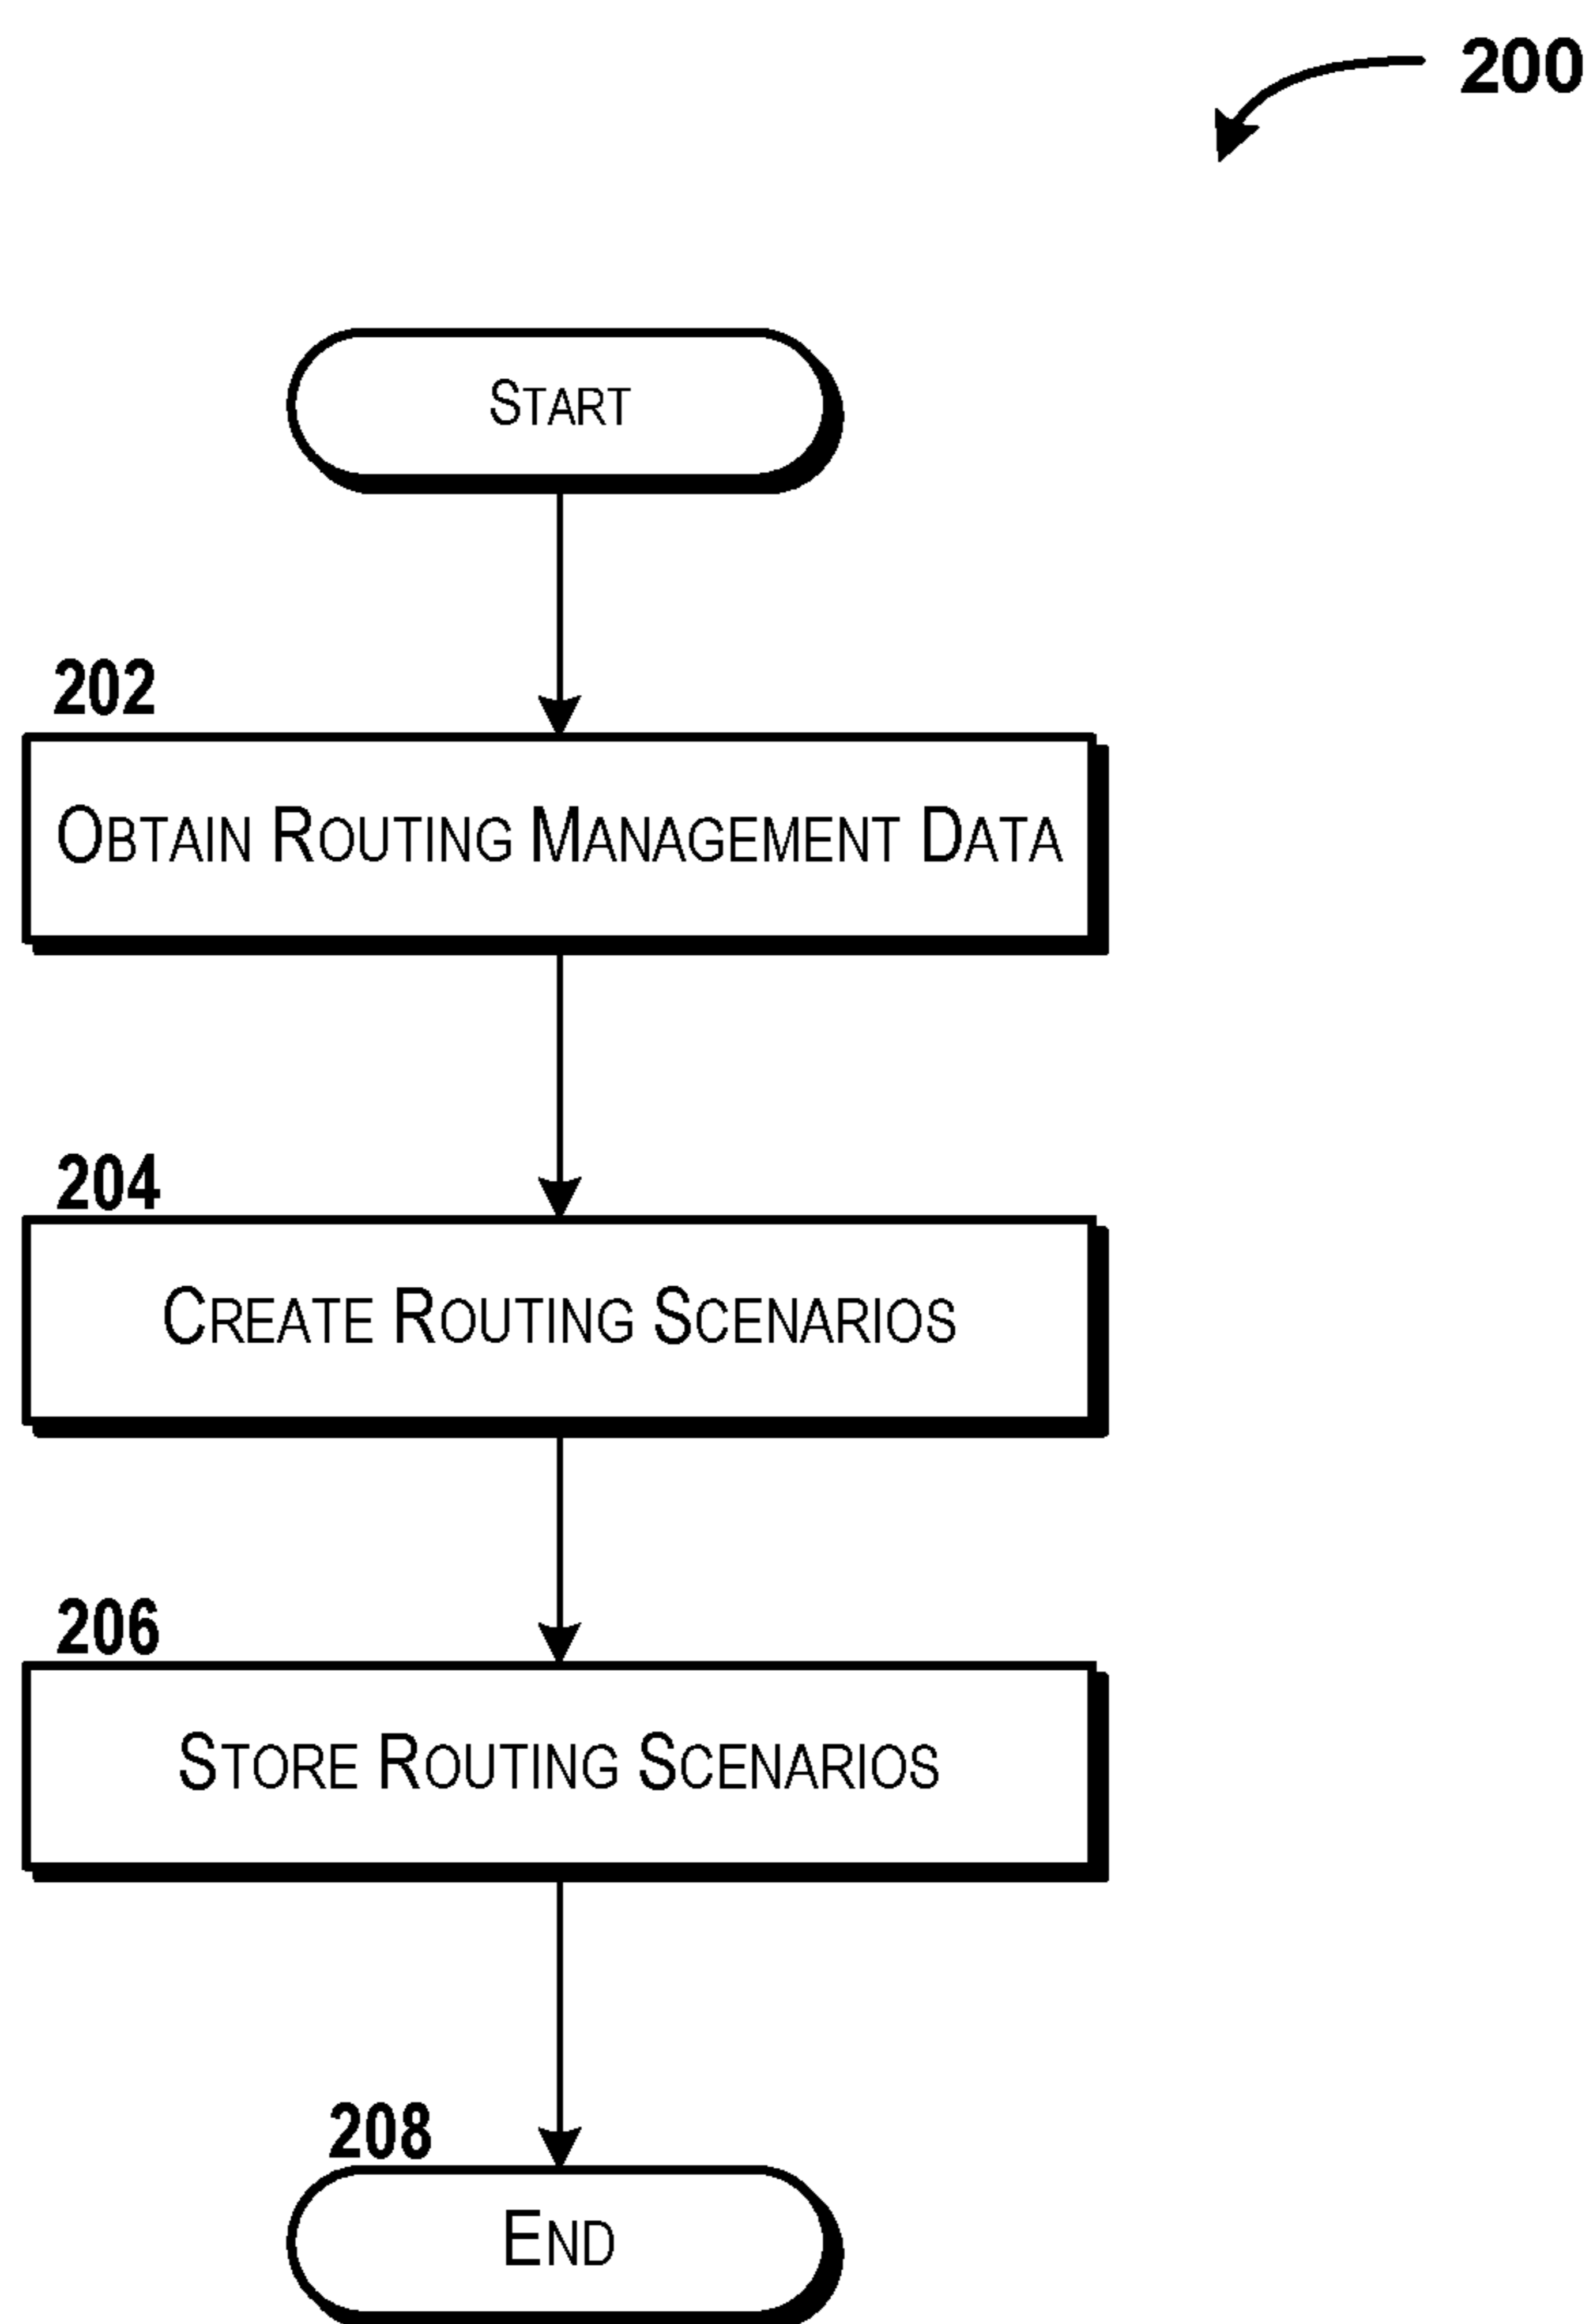 200
START
202
OBTAIN ROUTING MANAGEMENT DATA
204
CREATE ROUTING SCENARIOS
206
STORE ROUTING SCENARIOS
208
END